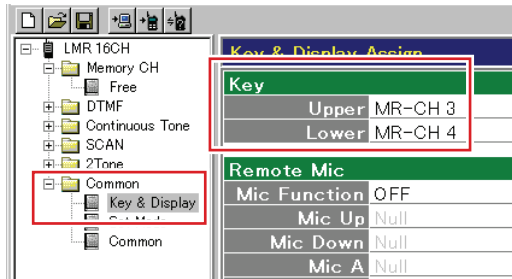 LMR 16CH
Memory CH
Free
DTMF
Continuous Tone
SCAN
2Tone
Common
Key & Display
Set Mode
Common
Key & Display Assign
Key
Upper MR-CH 3
Lower MR-CH 4
Remote Mic
Mic Function OFF
Mic Up Null
Mic Down Null
Mic A Null